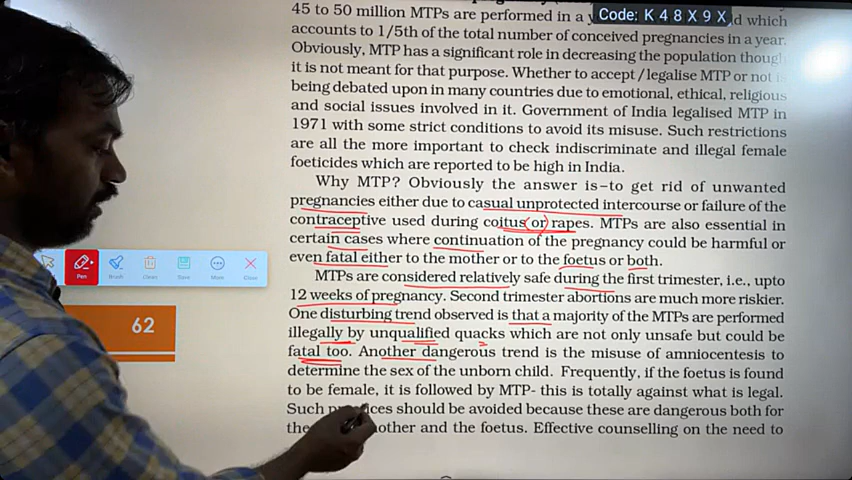 45 to 50 million MTPs are performed in a y
Code: K 4 8 X 9 X
d which
accounts to 1/5th of the total number of conceived pregnancies in a year.
Obviously, MTP has a significant role in decreasing the population though
it is not meant for that purpose. Whether to accept /legalise MTP or not is
being debated upon in many countries due to emotional, ethical, religious
and social issues involved in it. Government of India legalised MTP in
1971 with some strict conditions to avoid its misuse. Such restrictions
are all the more important to check indiscriminate and illegal female
foeticides which are reported to be high in India.
Why MTP? Obviously the answer is–to get rid of unwanted
pregnancies either due to casual unprotected intercourse or failure of the
contraceptive used during coitus or rapes. MTPs are also essential in
certain cases where continuation of the pregnancy could be harmful or
even fatal either to the mother or to the foetus or both.
MTPs are considered relatively safe during the first trimester, i.e., upto
12 weeks of pregnancy. Second trimester abortions are much more riskier.
One disturbing trend observed is that a majority of the MTPs are performed
illegally by unqualified quacks which are not only unsafe but could be
fatal too. Another dangerous trend is the misuse of amniocentesis to
determine the sex of the unborn child. Frequently, if the foetus is found
to be female, it is followed by MTP- this is totally against what is legal.
Such ices should be avoided because these are dangerous both for
the other and the foetus. Effective counselling on the need to
Pen
Brush
Clear
Save
More
Close
62